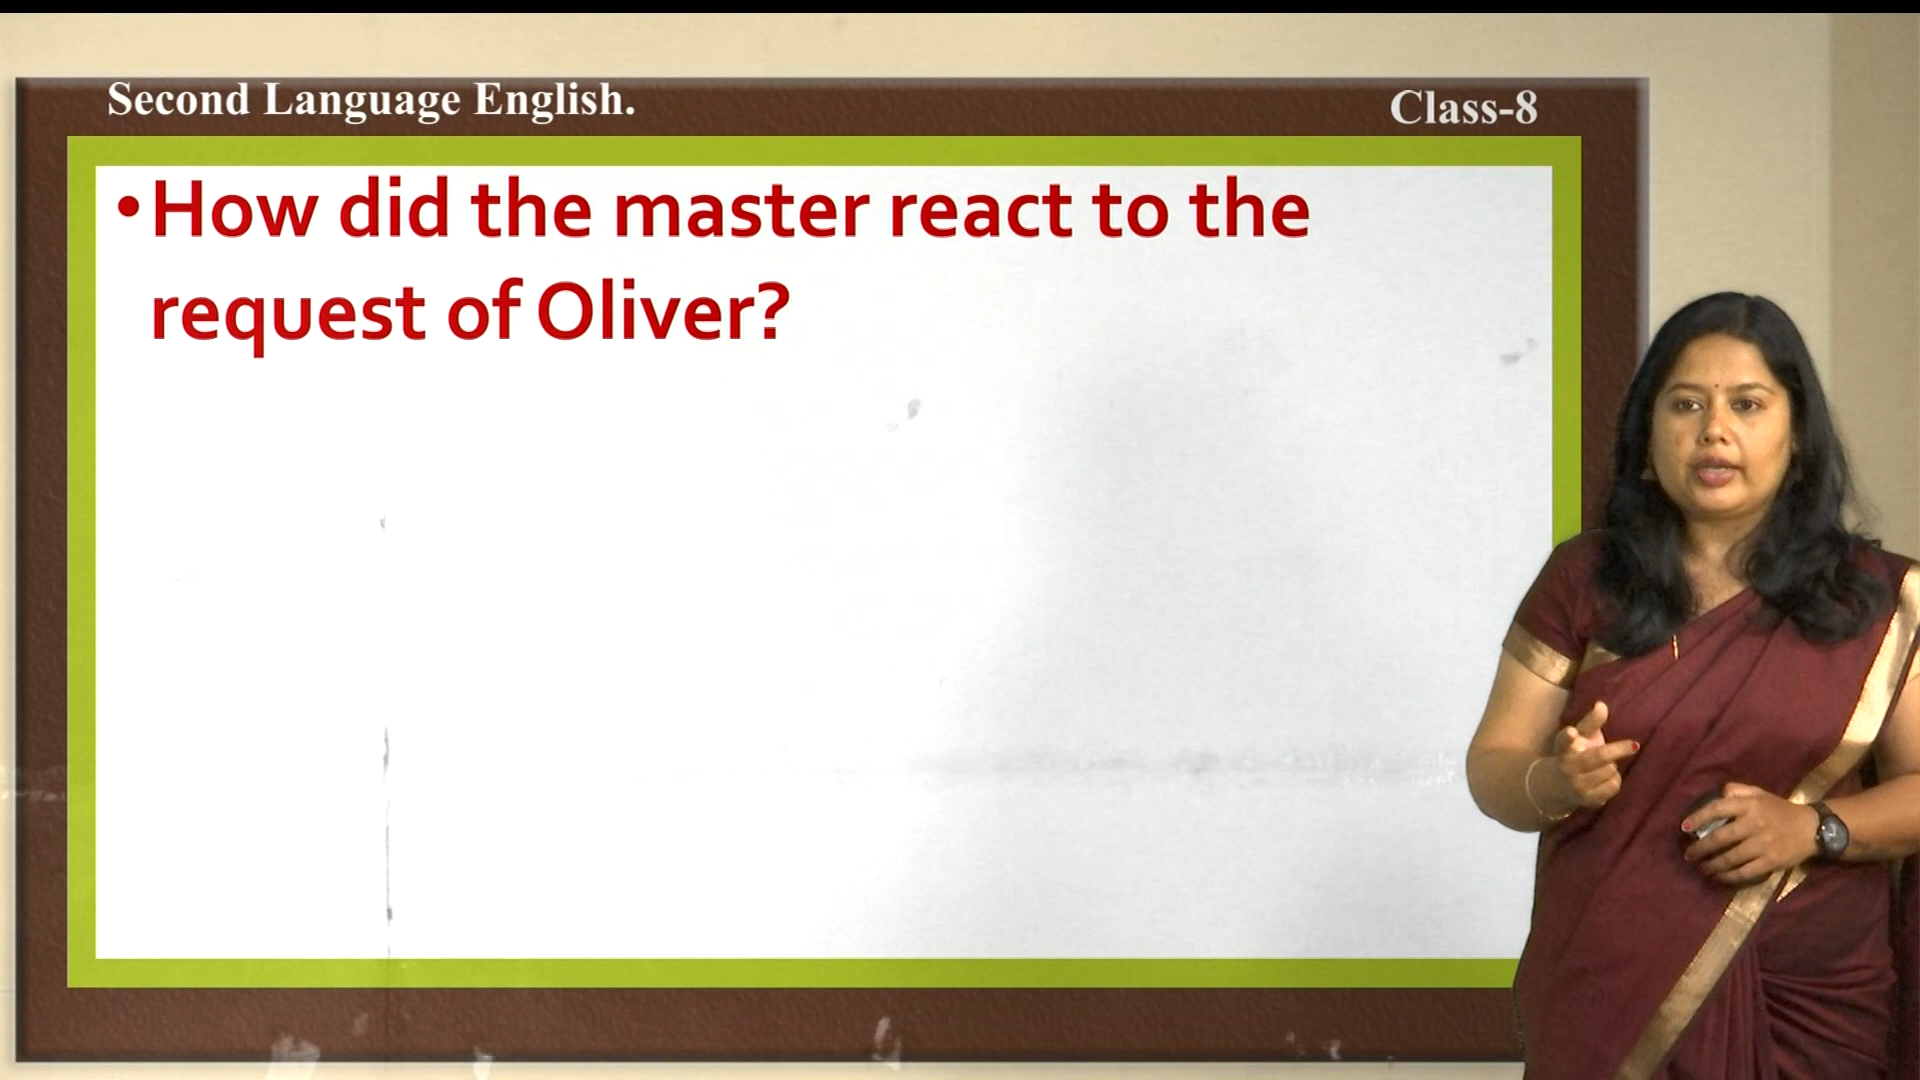 Second Language English.
Class-8
•How did the master react to the
request of Oliver?